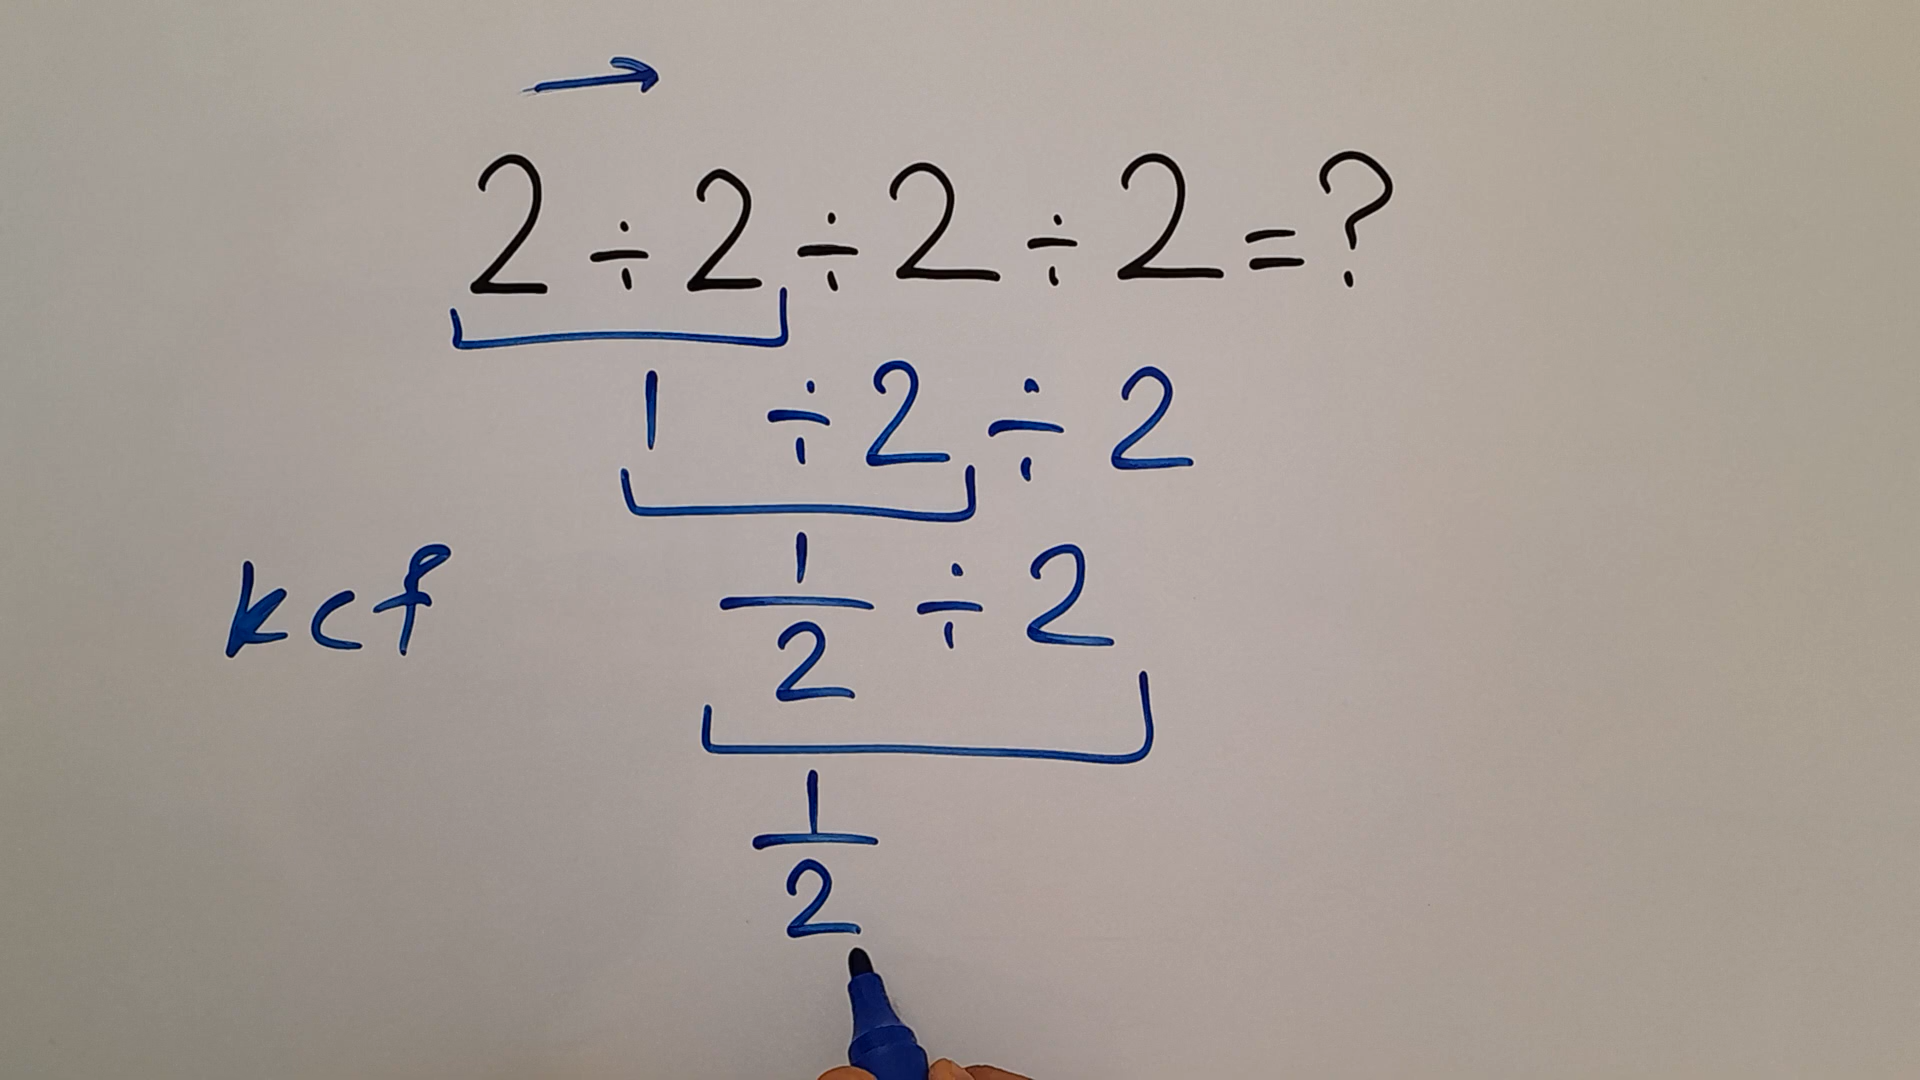 2 ÷ 2 ÷ 2 ÷ 2 = ?
1 ÷ 2 ÷ 2
kcf
1/2 ÷ 2
1/2